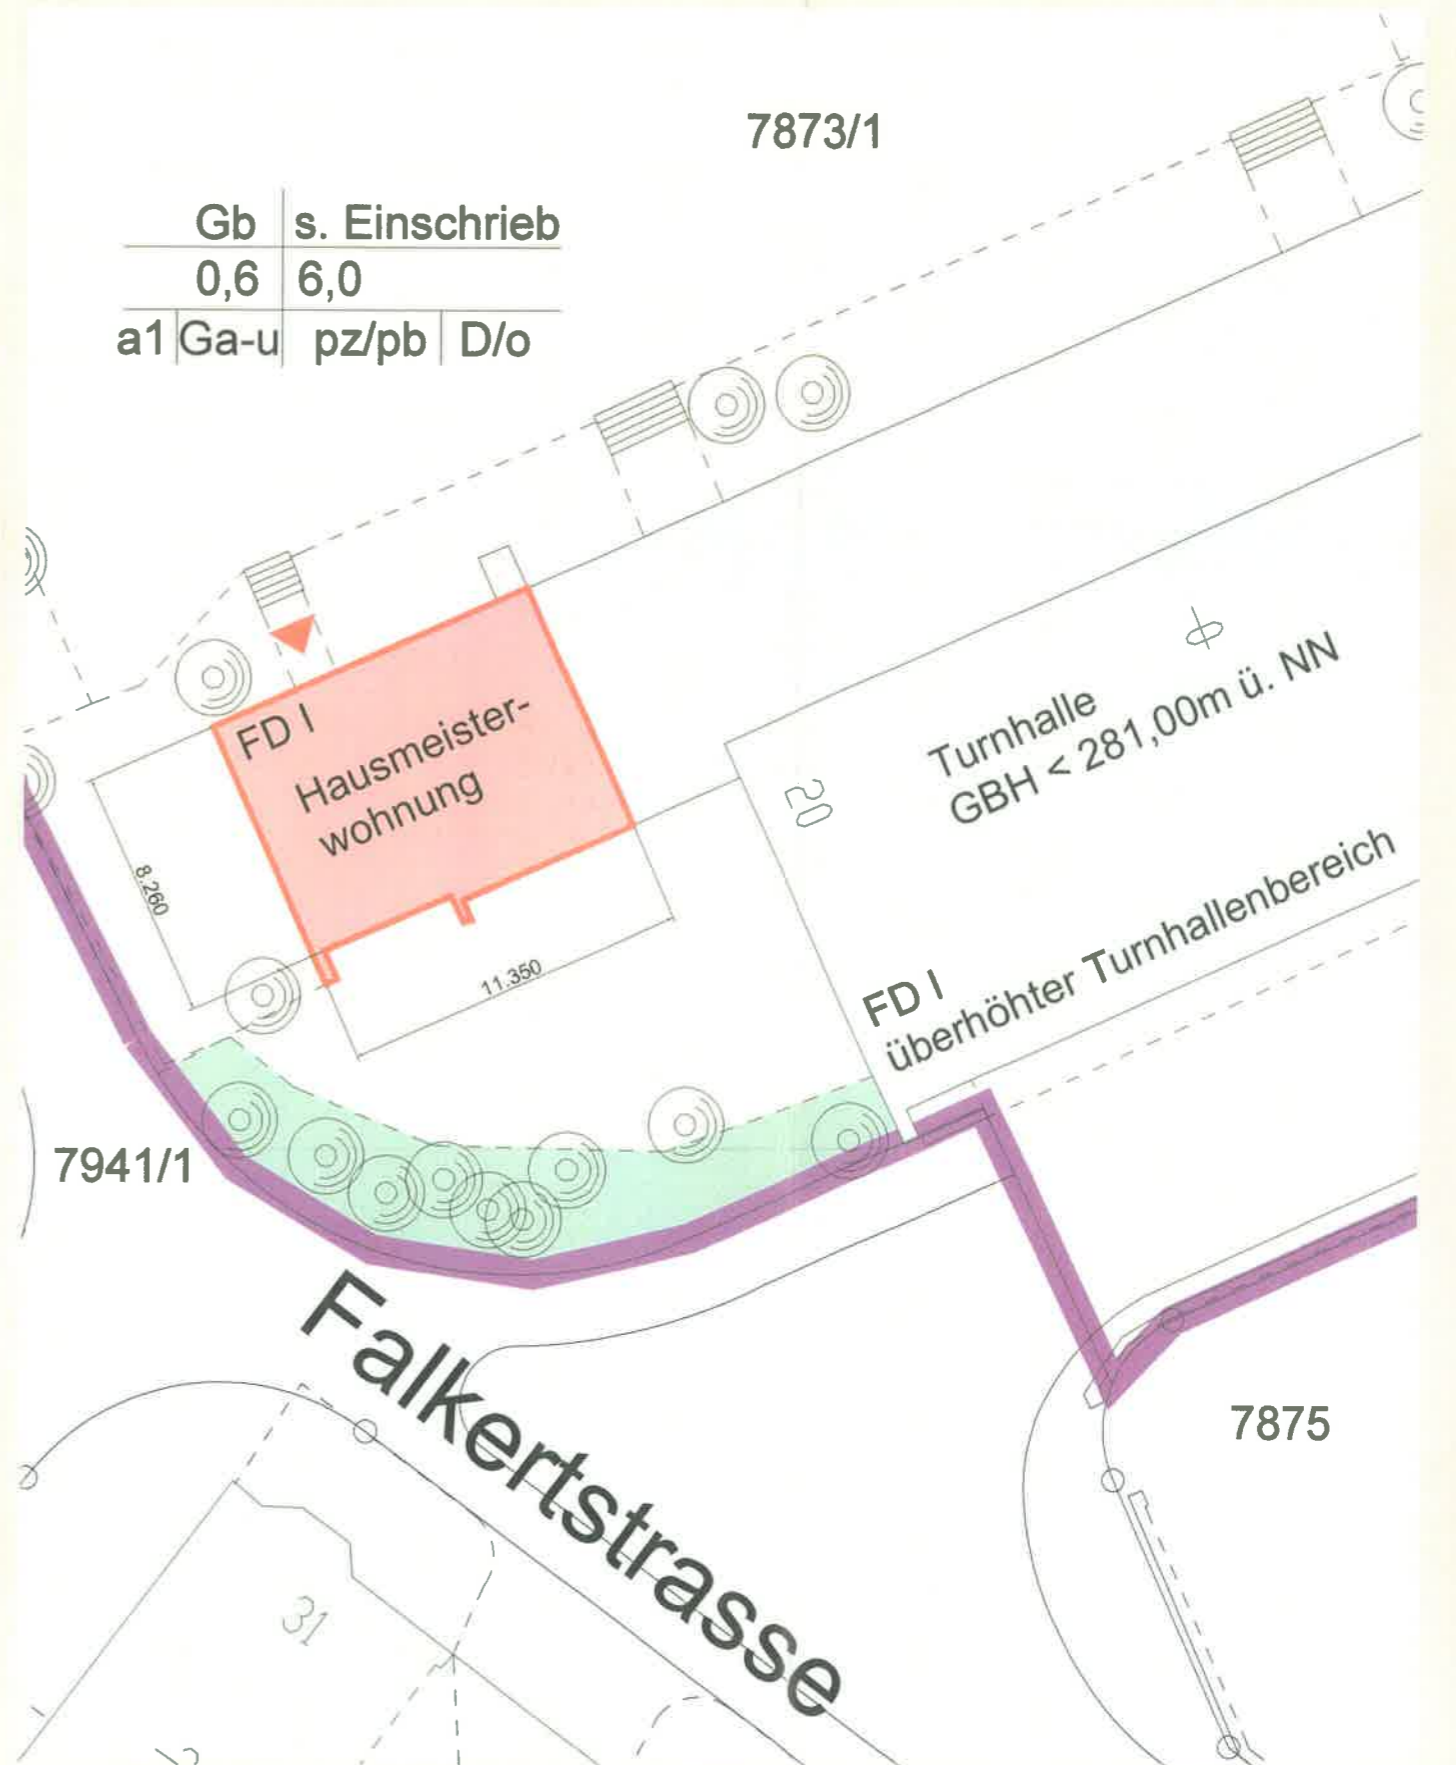 7873/1
Gb s. Einschrieb
0,6 6,0
a1 Ga-u pz/pb D/o
FD I
Hausmeister-
wohnung
8.260
11.350
20
Turnhalle
GBH < 281,00m ü. NN
FD I
überhöhter Turnhallenbereich
7941/1
Falkertstrasse
7875
31